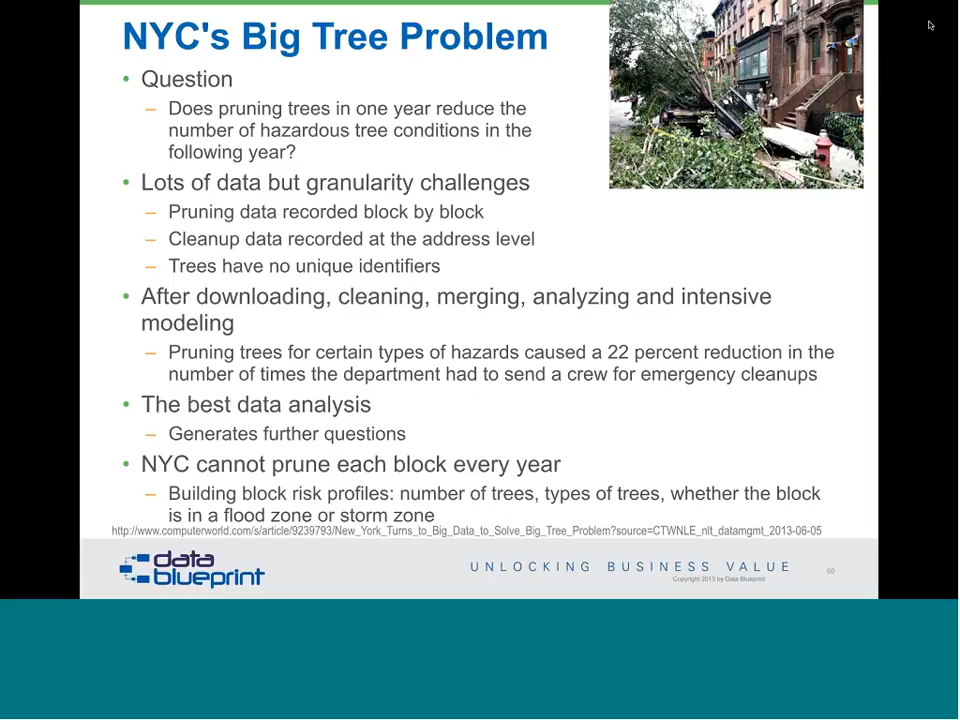 NYC's Big Tree Problem
• Question
– Does pruning trees in one year reduce the
number of hazardous tree conditions in the
following year?
• Lots of data but granularity challenges
– Pruning data recorded block by block
– Cleanup data recorded at the address level
– Trees have no unique identifiers
• After downloading, cleaning, merging, analyzing and intensive
modeling
– Pruning trees for certain types of hazards caused a 22 percent reduction in the
number of times the department had to send a crew for emergency cleanups
• The best data analysis
– Generates further questions
• NYC cannot prune each block every year
– Building block risk profiles: number of trees, types of trees, whether the block
is in a flood zone or storm zone
http://www.computerworld.com/s/article/9239793/New_York_Turns_to_Big_Data_to_Solve_Big_Tree_Problem?source=CTWNLE_nlt_datamgmt_2013-06-05
data
blueprint
UNLOCKING BUSINESS VALUE
Copyright 2013 by Data Blueprint
60